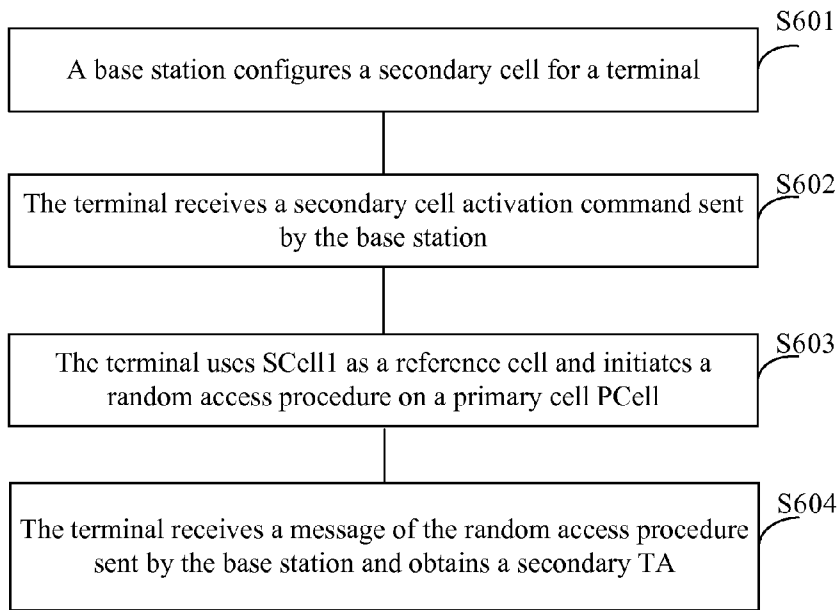 S601
A base station configures a secondary cell for a terminal
S602
The terminal receives a secondary cell activation command sent
by the base station
S603
The terminal uses SCell1 as a reference cell and initiates a
random access procedure on a primary cell PCell
S604
The terminal receives a message of the random access procedure
sent by the base station and obtains a secondary TA